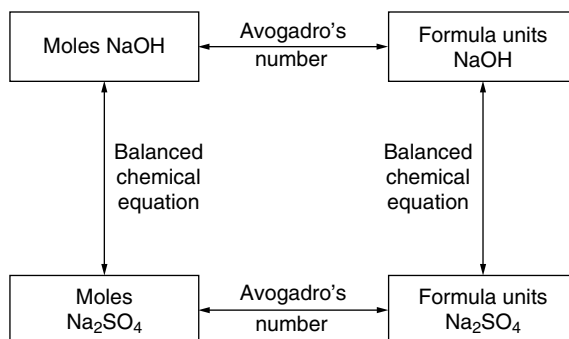 Moles NaOH
Avogadro's
number
Formula units
NaOH
Balanced
chemical
equation
Balanced
chemical
equation
Moles
Na₂SO₄
Avogadro's
number
Formula units
Na₂SO₄